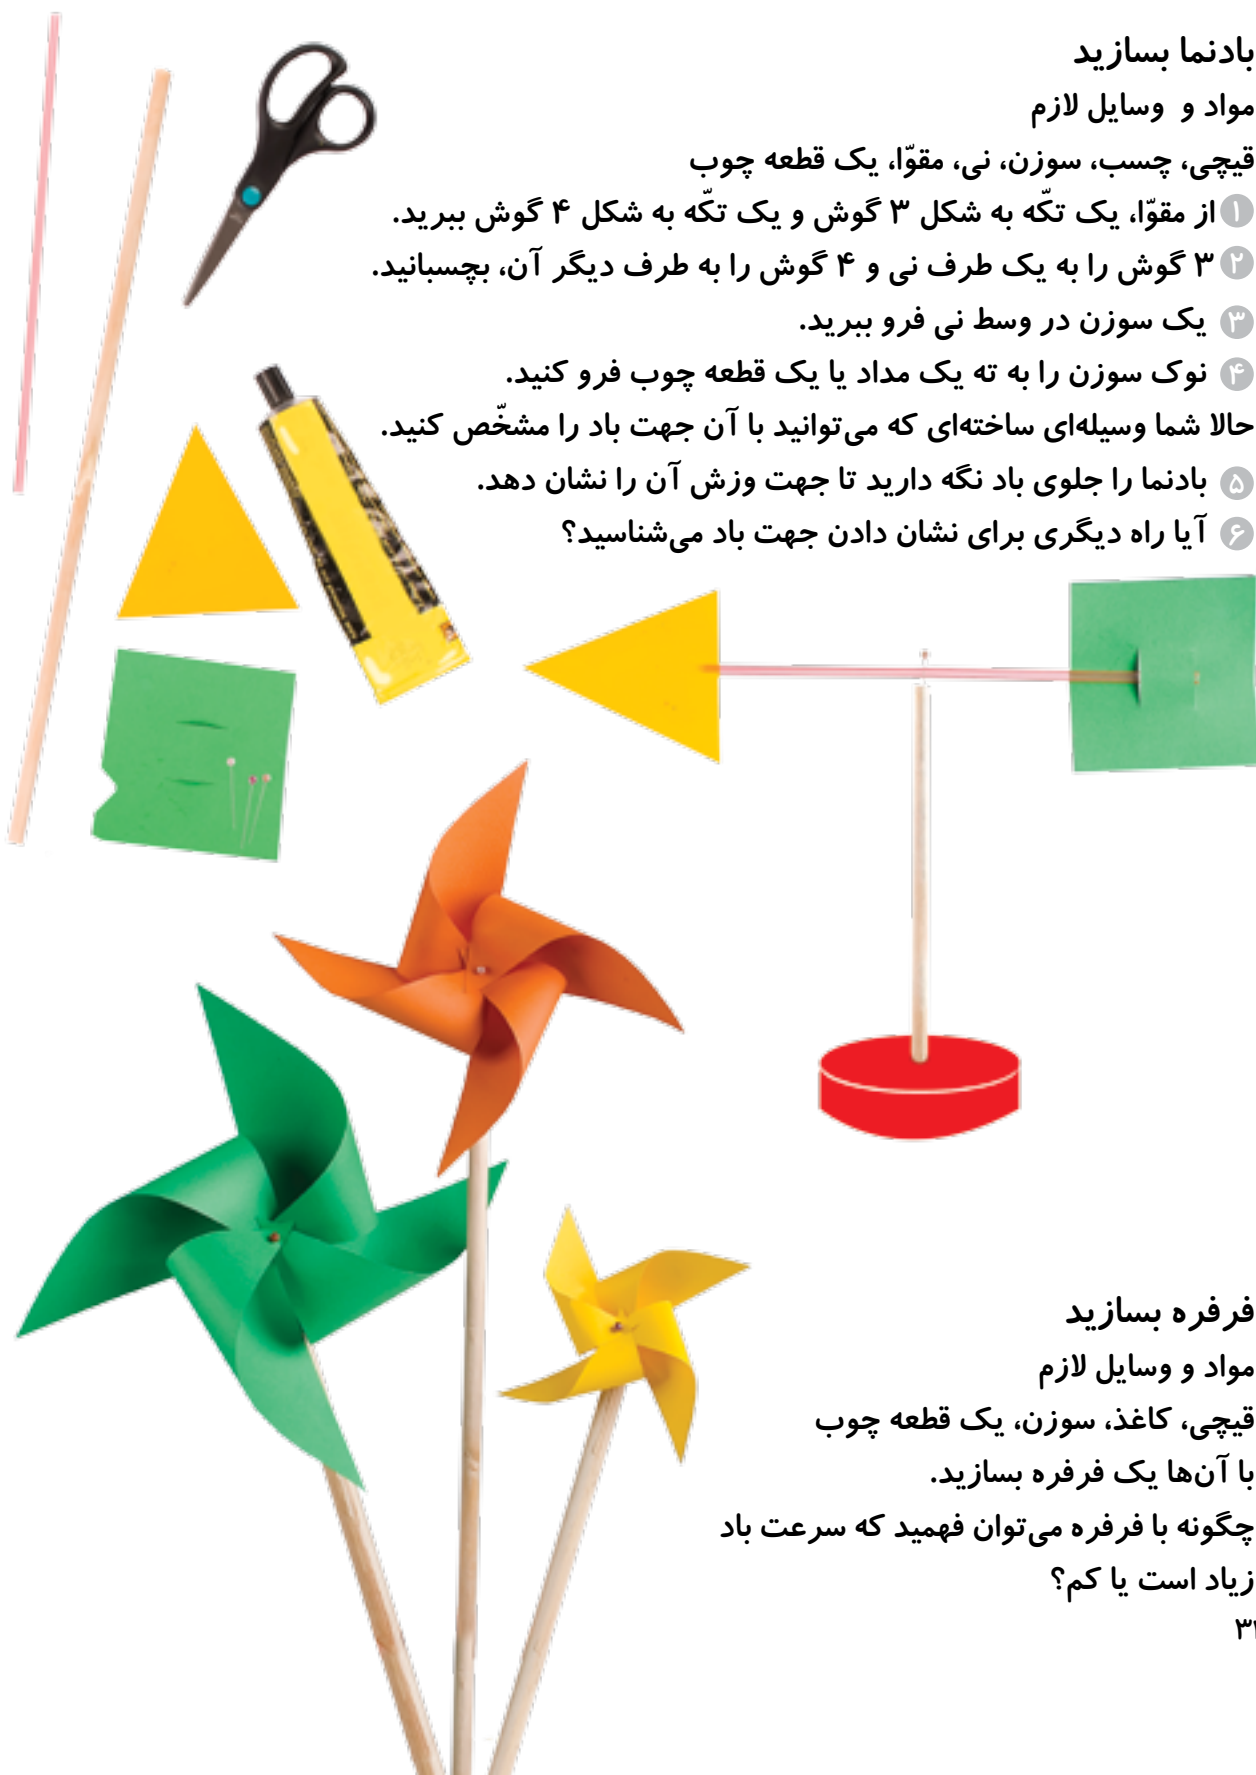 بادنما بسازید
مواد و وسایل لازم
قیچی، چسب، سوزن، نی، مقوّا، یک قطعه چوب
۱ از مقوّا، یک تکّه به شکل ۳ گوش و یک تکّه به شکل ۴ گوش ببرید.
۲ ۳ گوش را به یک طرف نی و ۴ گوش را به طرف دیگر آن، بچسبانید.
۳ یک سوزن در وسط نی فرو ببرید.
۴ نوک سوزن را به ته یک مداد یا یک قطعه چوب فرو کنید.
حالا شما وسیله‌ای ساخته‌ای که می‌توانید با آن جهت باد را مشخّص کنید.
۵ بادنما را جلوی باد نگه دارید تا جهت وزش آن را نشان دهد.
۶ آیا راه دیگری برای نشان دادن جهت باد می‌شناسید؟
فرفره بسازید
مواد و وسایل لازم
قیچی، کاغذ، سوزن، یک قطعه چوب
با آن‌ها یک فرفره بسازید.
چگونه با فرفره می‌توان فهمید که سرعت باد
زیاد است یا کم؟